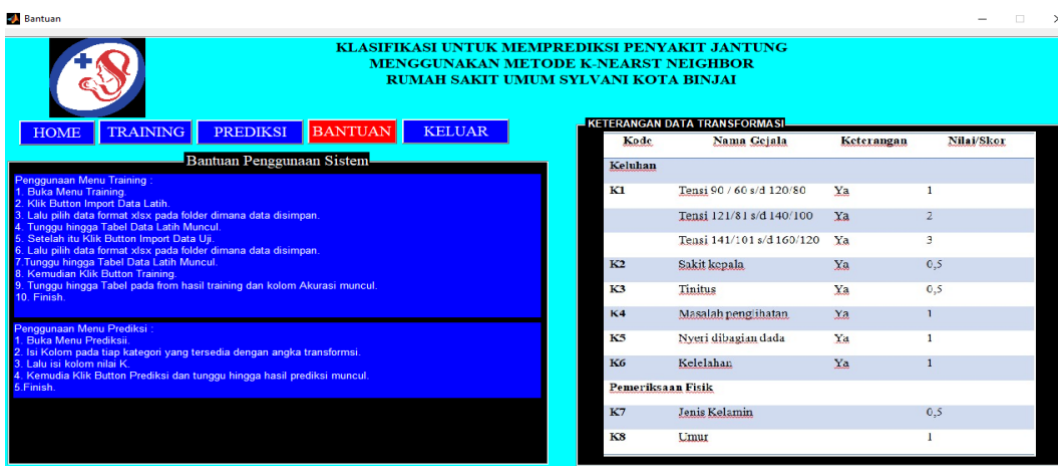 Bantuan
KLASIFIKASI UNTUK MEMPREDIKSI PENYAKIT JANTUNG
MENGGUNAKAN METODE K-NEARST NEIGHBOR
RUMAH SAKIT UMUM SYLVANI KOTA BINJAI
HOME TRAINING PREDIKSI BANTUAN KELUAR
Bantuan Penggunaan Sistem
Penggunaan Menu Training :
1. Buka Menu Training.
2. Klik Button Import Data Latih.
3. Lalu pilih data format xlsx pada folder dimana data disimpan.
4. Tunggu hingga Tabel Data Latih Muncul.
5. Setelah itu Klik Button Import Data Uji.
6. Lalu pilih data format xlsx pada folder dimana data disimpan.
7.Tunggu hingga Tabel Data Latih Muncul.
8. Kemudian Klik Button Training.
9. Tunggu hingga Tabel pada from hasil training dan kolom Akurasi muncul.
10. Finish.
Penggunaan Menu Prediksi :
1. Buka Menu Prediksii.
2. Isi Kolom pada tiap kategori yang tersedia dengan angka transformsi.
3. Lalu isi kolom nilai K.
4. Kemudia Klik Button Prediksi dan tunggu hingga hasil prediksi muncul.
5.Finish.
KETERANGAN DATA TRANSFORMASI
Kode Nama Gejala Keterangan Nilai/Skor
Keluhan
K1 Tensi 90 / 60 s/d 120/80 Ya 1
Tensi 121/81 s/d 140/100 Ya 2
Tensi 141/101 s/d 160/120 Ya 3
K2 Sakit kepala Ya 0,5
K3 Tinitus Ya 0,5
K4 Masalah penglihatan Ya 1
K5 Nyeri dibagian dada Ya 1
K6 Kelelahan Ya 1
Pemeriksaan Fisik
K7 Jenis Kelamin 0,5
K8 Umur 1